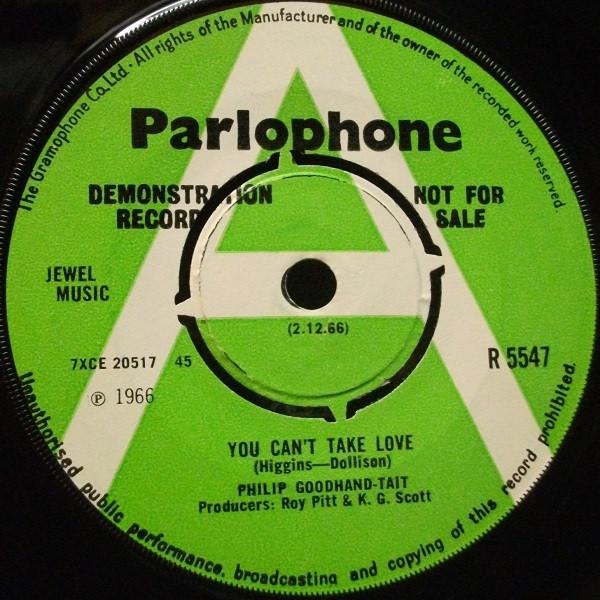 The Gramophone Co. Ltd · All rights of the Manufacturer and of the owner of the recorded work reserved.
Parlophone
DEMONSTRATION
RECORD
NOT FOR
SALE
JEWEL
MUSIC
(2.12.66)
7XCE 20517 45
R 5547
℗ 1966
YOU CAN'T TAKE LOVE
(Higgins—Dollison)
PHILIP GOODHAND-TAIT
Producers: Roy Pitt & K. G. Scott
Unauthorised public performance, broadcasting and copying of this record prohibited.